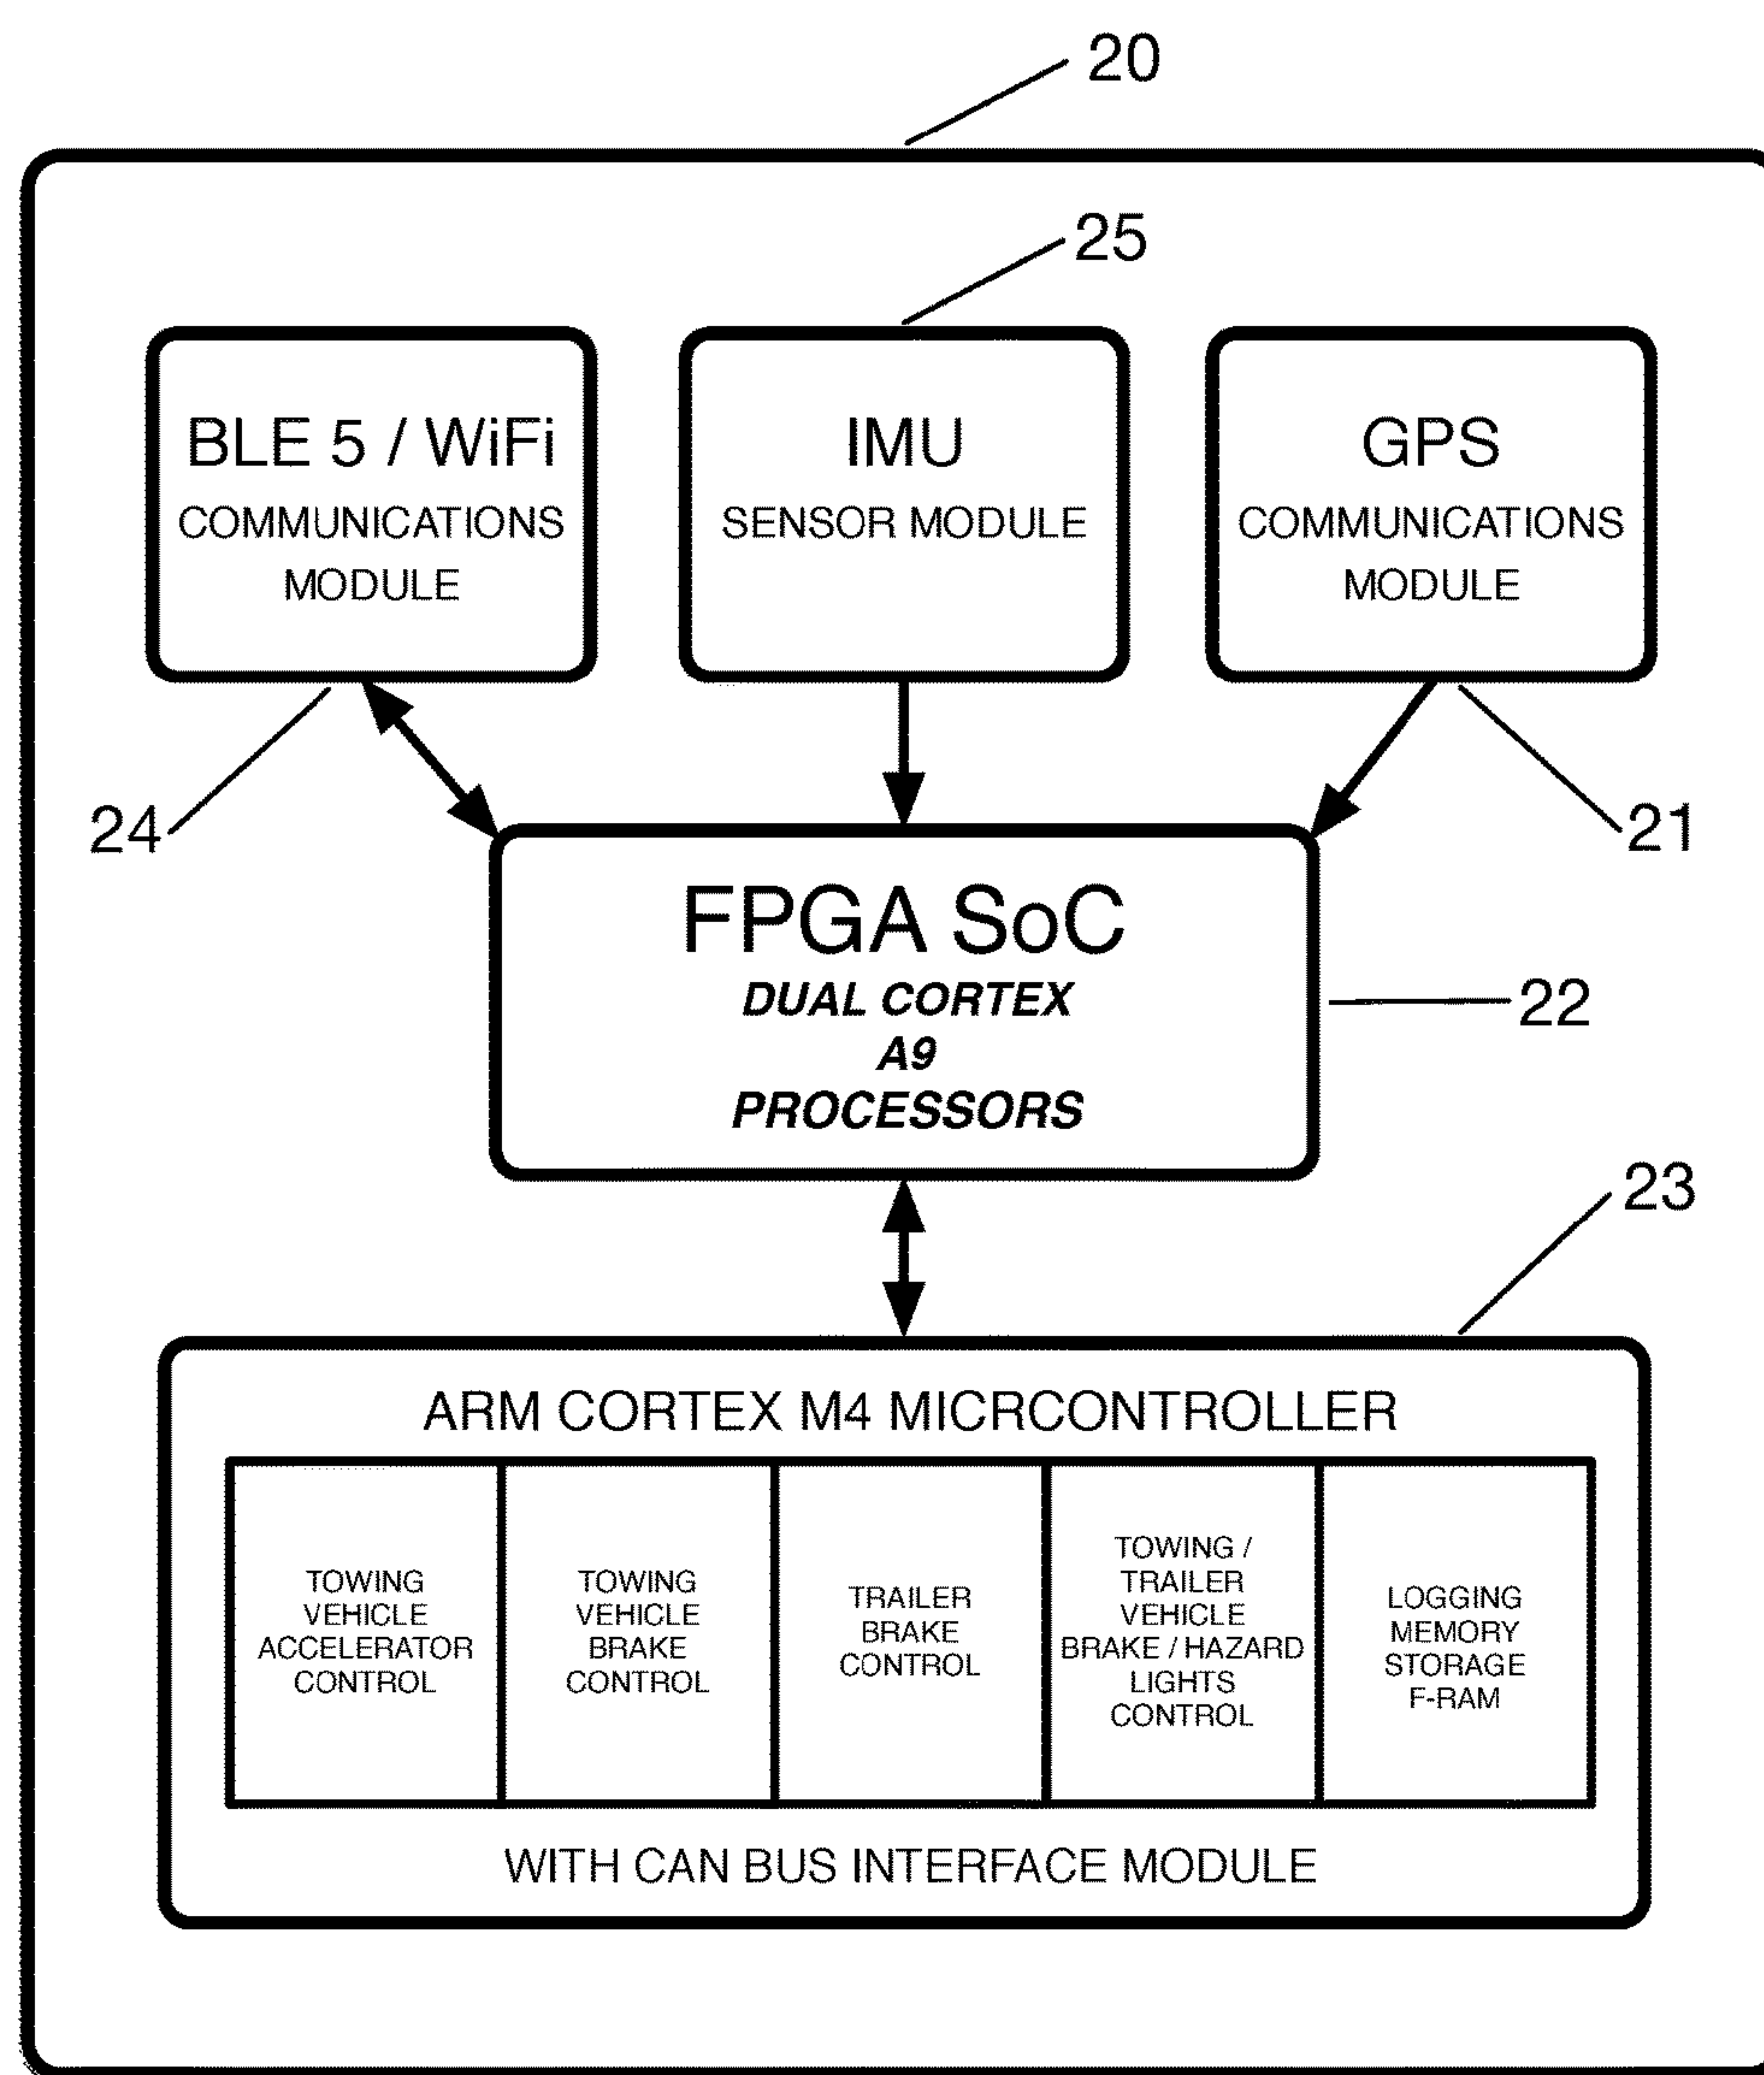 20
25
BLE 5 / WiFi
COMMUNICATIONS
MODULE
IMU
SENSOR MODULE
GPS
COMMUNICATIONS
MODULE
24
21
FPGA SoC
DUAL CORTEX
A9
PROCESSORS
22
23
ARM CORTEX M4 MICRCONTROLLER
TOWING
VEHICLE
ACCELERATOR
CONTROL
TOWING
VEHICLE
BRAKE
CONTROL
TRAILER
BRAKE
CONTROL
TOWING /
TRAILER
VEHICLE
BRAKE / HAZARD
LIGHTS
CONTROL
LOGGING
MEMORY
STORAGE
F-RAM
WITH CAN BUS INTERFACE MODULE